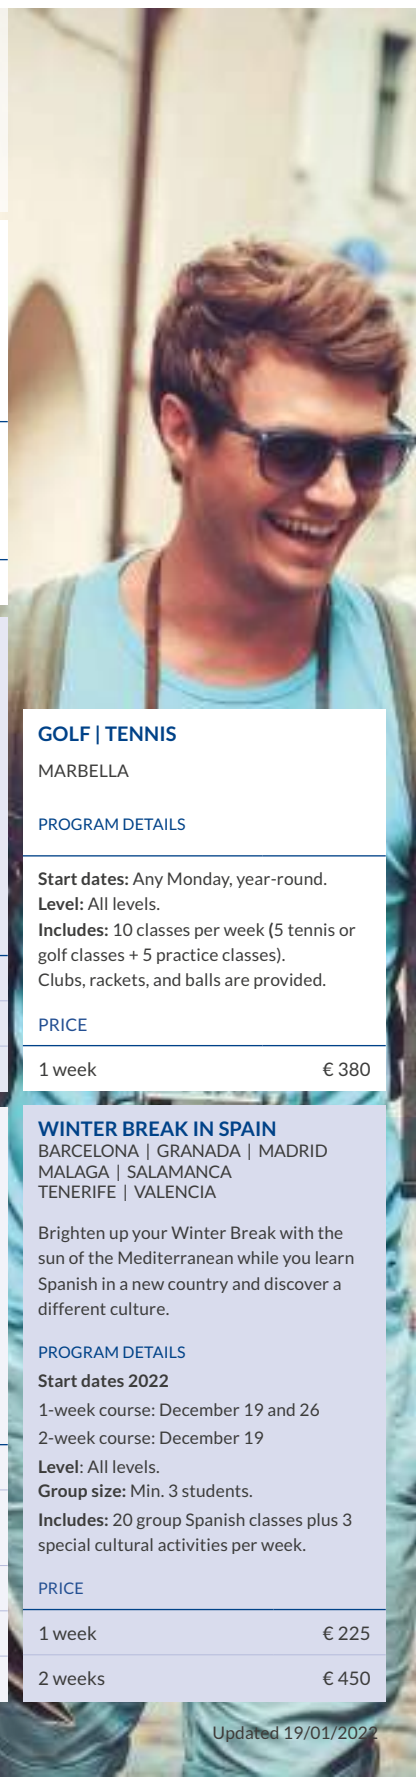 GOLF | TENNIS
MARBELLA
PROGRAM DETAILS
Start dates: Any Monday, year-round.
Level: All levels.
Includes: 10 classes per week (5 tennis or
golf classes + 5 practice classes).
Clubs, rackets, and balls are provided.
PRICE
1 week € 380
WINTER BREAK IN SPAIN
BARCELONA | GRANADA | MADRID
MALAGA | SALAMANCA
TENERIFE | VALENCIA
Brighten up your Winter Break with the
sun of the Mediterranean while you learn
Spanish in a new country and discover a
different culture.
PROGRAM DETAILS
Start dates 2022
1-week course: December 19 and 26
2-week course: December 19
Level: All levels.
Group size: Min. 3 students.
Includes: 20 group Spanish classes plus 3
special cultural activities per week.
PRICE
1 week € 225
2 weeks € 450
Updated 19/01/2022